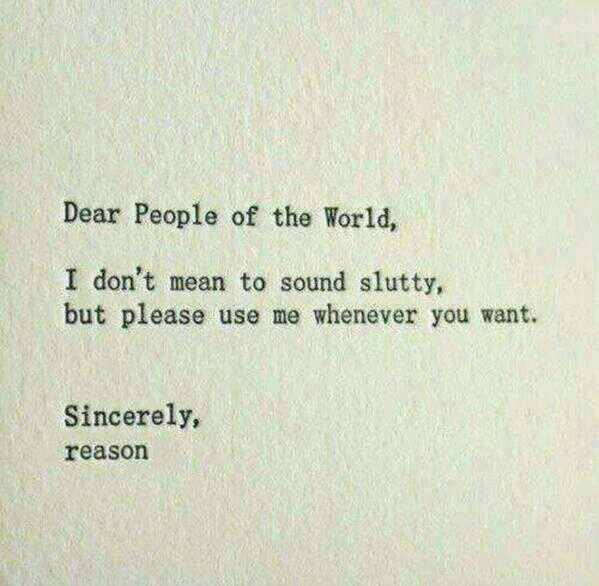 Dear People of the World,
I don't mean to sound slutty,
but please use me whenever you want.
Sincerely,
reason